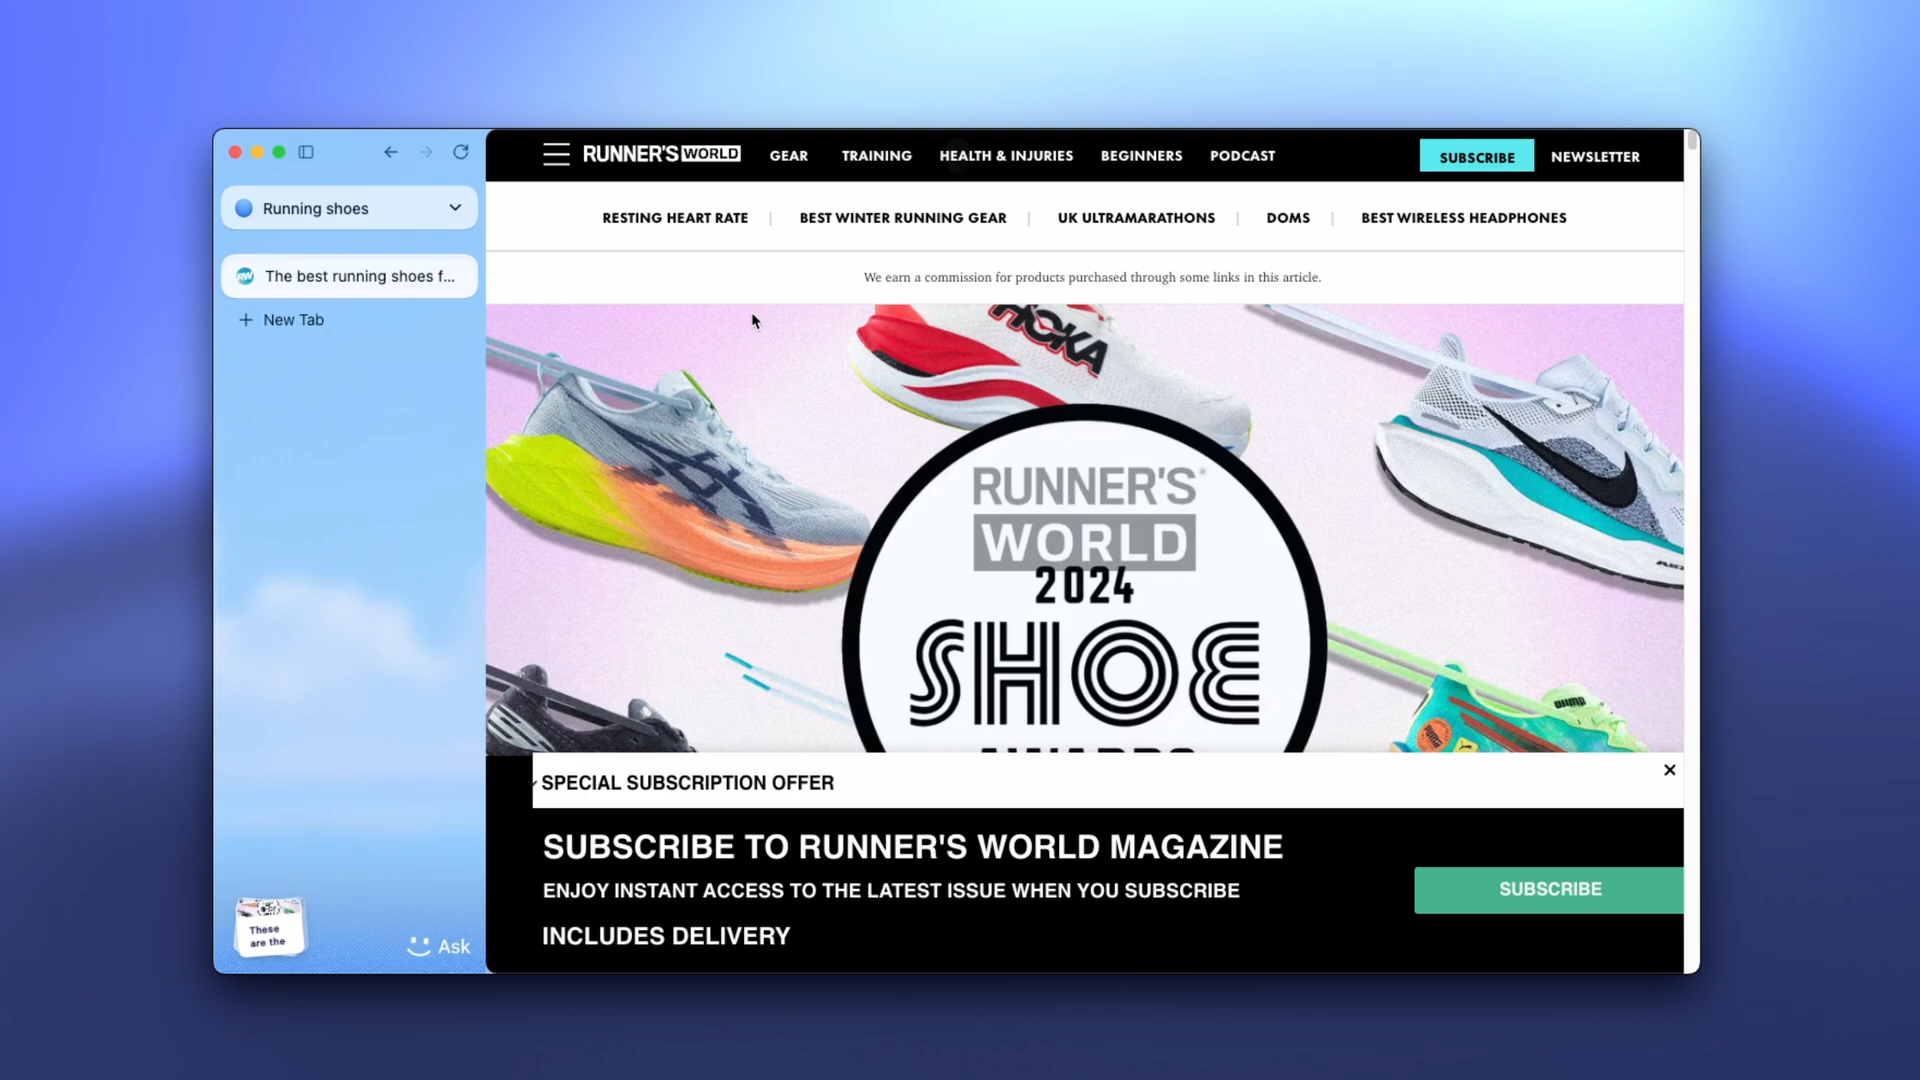 Running shoes
The best running shoes f...
New Tab
These
are the
Ask
RUNNER'S WORLD
GEAR
TRAINING
HEALTH & INJURIES
BEGINNERS
PODCAST
SUBSCRIBE
NEWSLETTER
RESTING HEART RATE
BEST WINTER RUNNING GEAR
UK ULTRAMARATHONS
DOMS
BEST WIRELESS HEADPHONES
We earn a commission for products purchased through some links in this article.
HOKA
RUNNER'S
WORLD
2024
SHOE
AWARDS
PUMA
SPECIAL SUBSCRIPTION OFFER
SUBSCRIBE TO RUNNER'S WORLD MAGAZINE
ENJOY INSTANT ACCESS TO THE LATEST ISSUE WHEN YOU SUBSCRIBE
INCLUDES DELIVERY
SUBSCRIBE